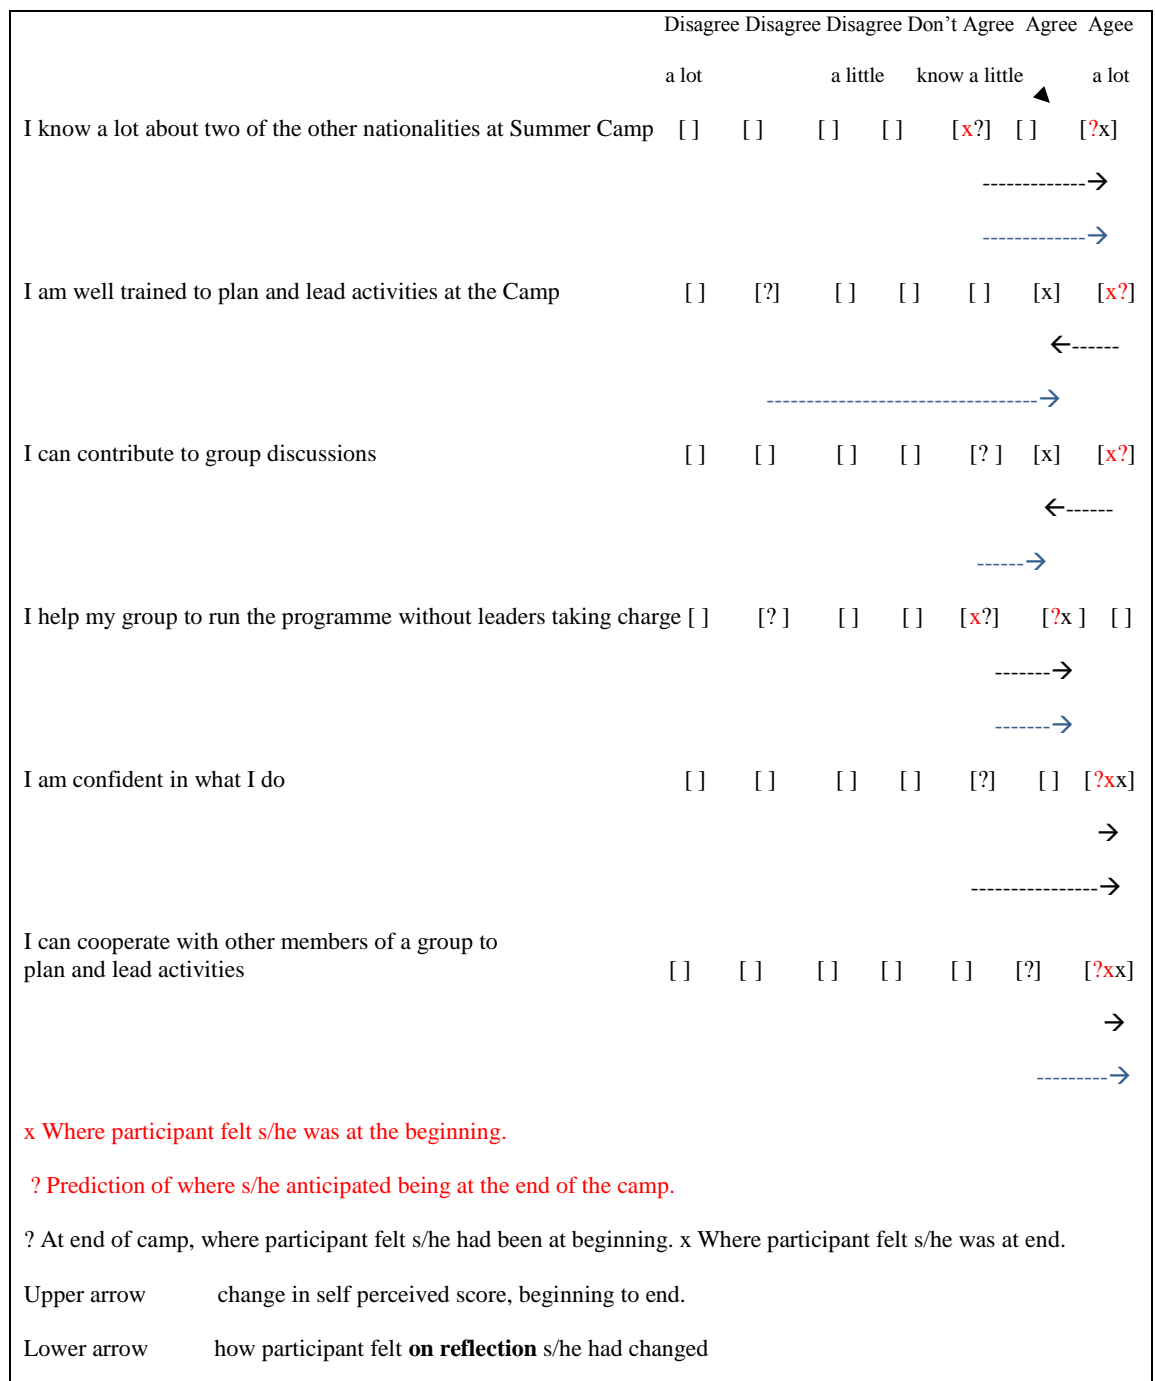 Disagree Disagree Disagree Don’t Agree Agree Agee
a lot a little know a little a lot
I know a lot about two of the other nationalities at Summer Camp [ ] [ ] [ ] [ ] [x?] [ ] [?x]
-------------→
-------------→
I am well trained to plan and lead activities at the Camp [ ] [?] [ ] [ ] [ ] [x] [x?]
←------
----------------------------------→
I can contribute to group discussions [ ] [ ] [ ] [ ] [? ] [x] [x?]
←------
------→
I help my group to run the programme without leaders taking charge [ ] [? ] [ ] [ ] [x?] [?x ] [ ]
-------→
-------→
I am confident in what I do [ ] [ ] [ ] [ ] [?] [ ] [?xx]
→
----------------→
I can cooperate with other members of a group to
plan and lead activities [ ] [ ] [ ] [ ] [ ] [?] [?xx]
→
---------→
x Where participant felt s/he was at the beginning.
? Prediction of where s/he anticipated being at the end of the camp.
? At end of camp, where participant felt s/he had been at beginning. x Where participant felt s/he was at end.
Upper arrow change in self perceived score, beginning to end.
Lower arrow how participant felt on reflection s/he had changed